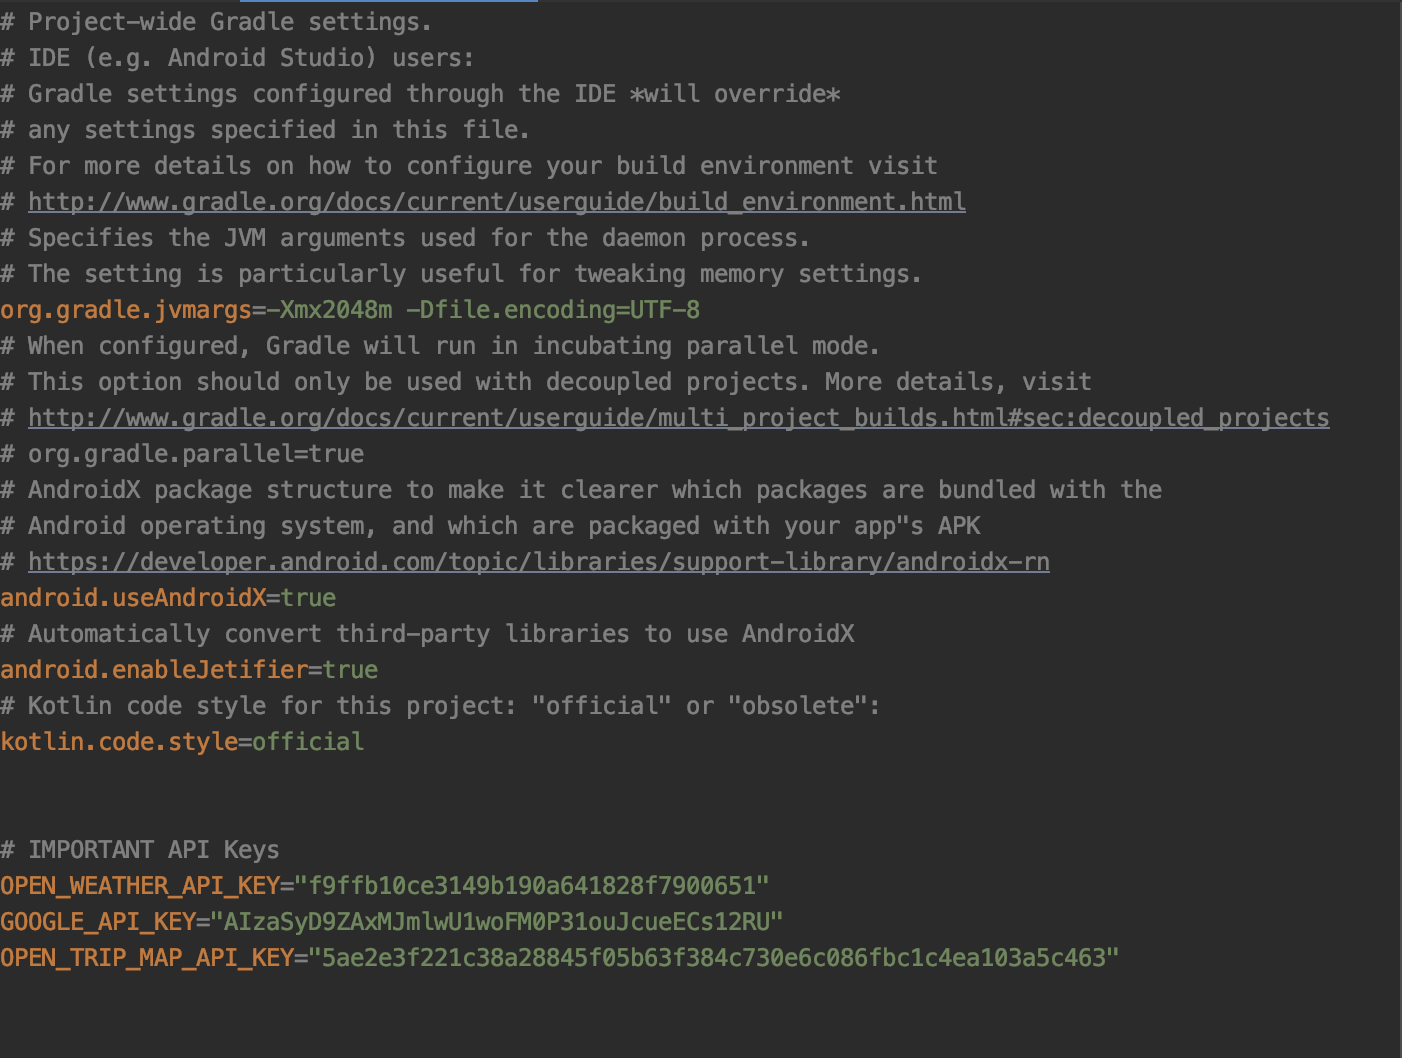 # Project-wide Gradle settings.
# IDE (e.g. Android Studio) users:
# Gradle settings configured through the IDE *will override*
# any settings specified in this file.
# For more details on how to configure your build environment visit
# http://www.gradle.org/docs/current/userguide/build_environment.html
# Specifies the JVM arguments used for the daemon process.
# The setting is particularly useful for tweaking memory settings.
org.gradle.jvmargs=-Xmx2048m -Dfile.encoding=UTF-8
# When configured, Gradle will run in incubating parallel mode.
# This option should only be used with decoupled projects. More details, visit
# http://www.gradle.org/docs/current/userguide/multi_project_builds.html#sec:decoupled_projects
# org.gradle.parallel=true
# AndroidX package structure to make it clearer which packages are bundled with the
# Android operating system, and which are packaged with your app"s APK
# https://developer.android.com/topic/libraries/support-library/androidx-rn
android.useAndroidX=true
# Automatically convert third-party libraries to use AndroidX
android.enableJetifier=true
# Kotlin code style for this project: "official" or "obsolete":
kotlin.code.style=official
# IMPORTANT API Keys
OPEN_WEATHER_API_KEY="f9ffb10ce3149b190a641828f7900651"
GOOGLE_API_KEY="AIzaSyD9ZAxMJmlwU1woFM0P31ouJcueECs12RU"
OPEN_TRIP_MAP_API_KEY="5ae2e3f221c38a28845f05b63f384c730e6c086fbc1c4ea103a5c463"